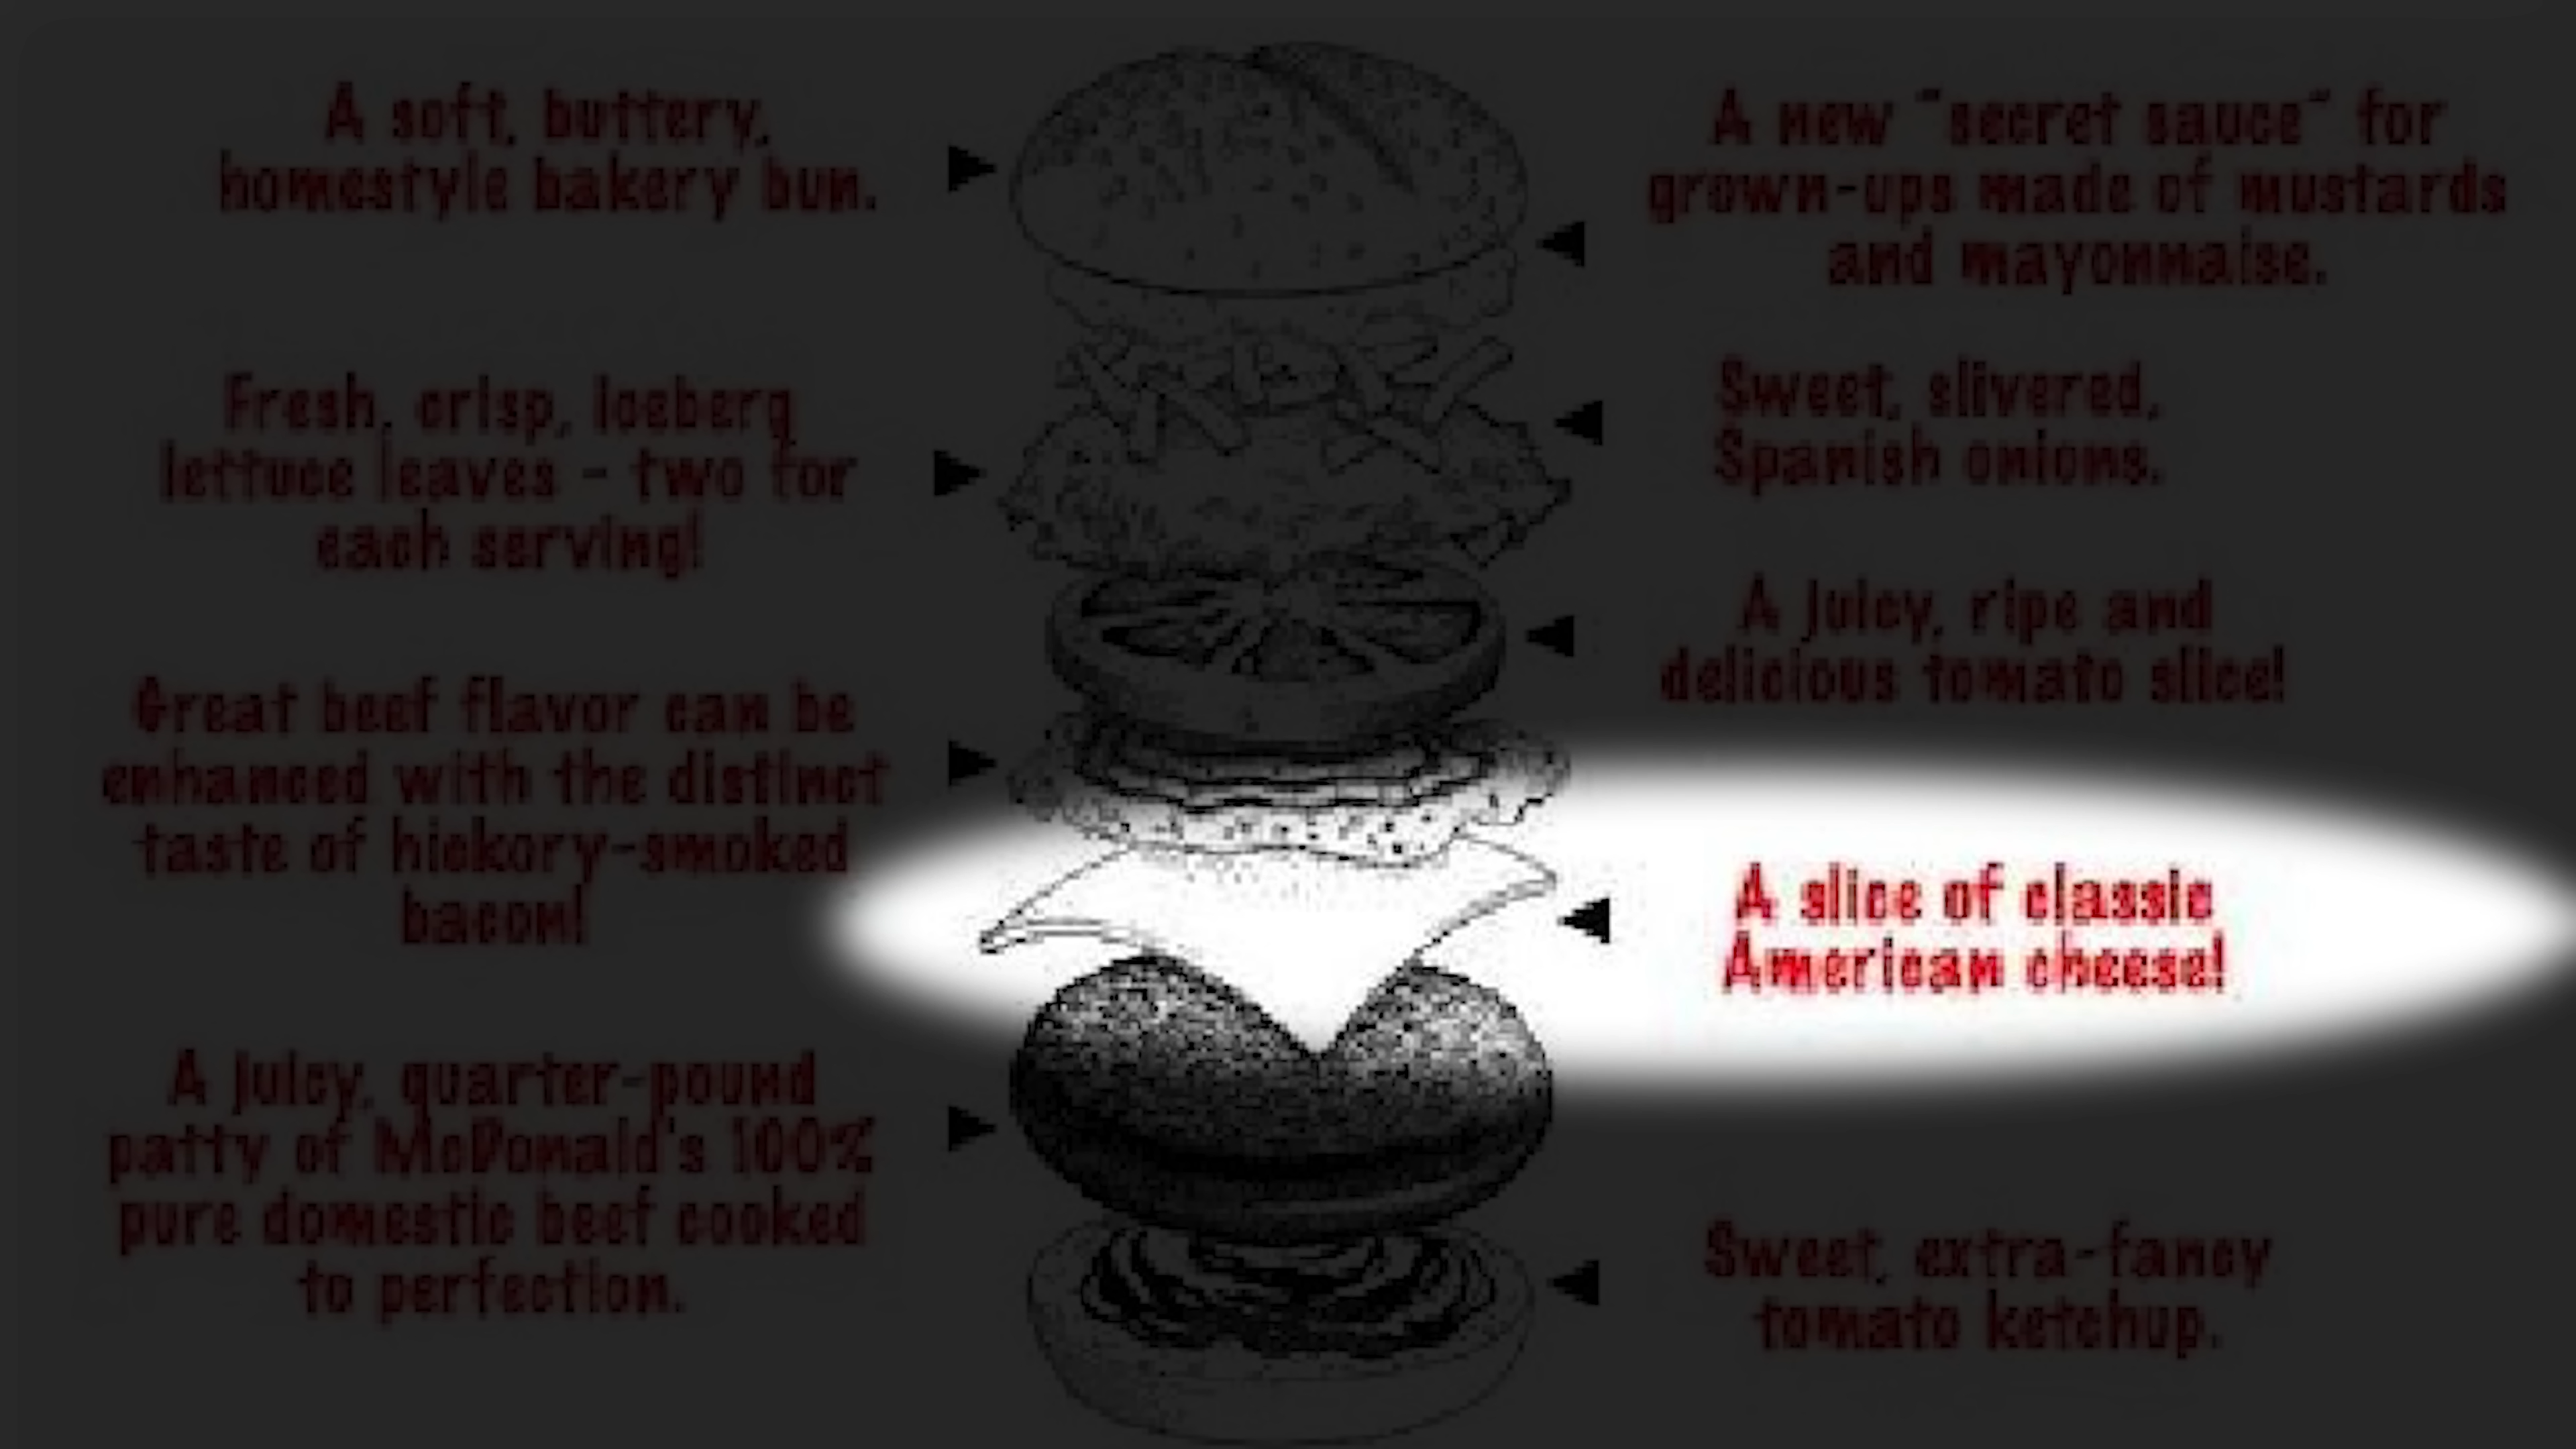 A soft, buttery,
homestyle bakery bun.
Fresh, crisp, iceberg
lettuce leaves - two for
each serving!
Great beef flavor can be
enhanced with the distinct
taste of hickory-smoked
bacon!
A juicy, quarter-pound
patty of McDonald's 100%
pure domestic beef cooked
to perfection.
A new "secret sauce" for
grown-ups made of mustards
and mayonnaise.
Sweet, slivered,
Spanish onions.
A juicy, ripe and
delicious tomato slice!
A slice of classic
American cheese!
Sweet, extra-fancy
tomato ketchup.